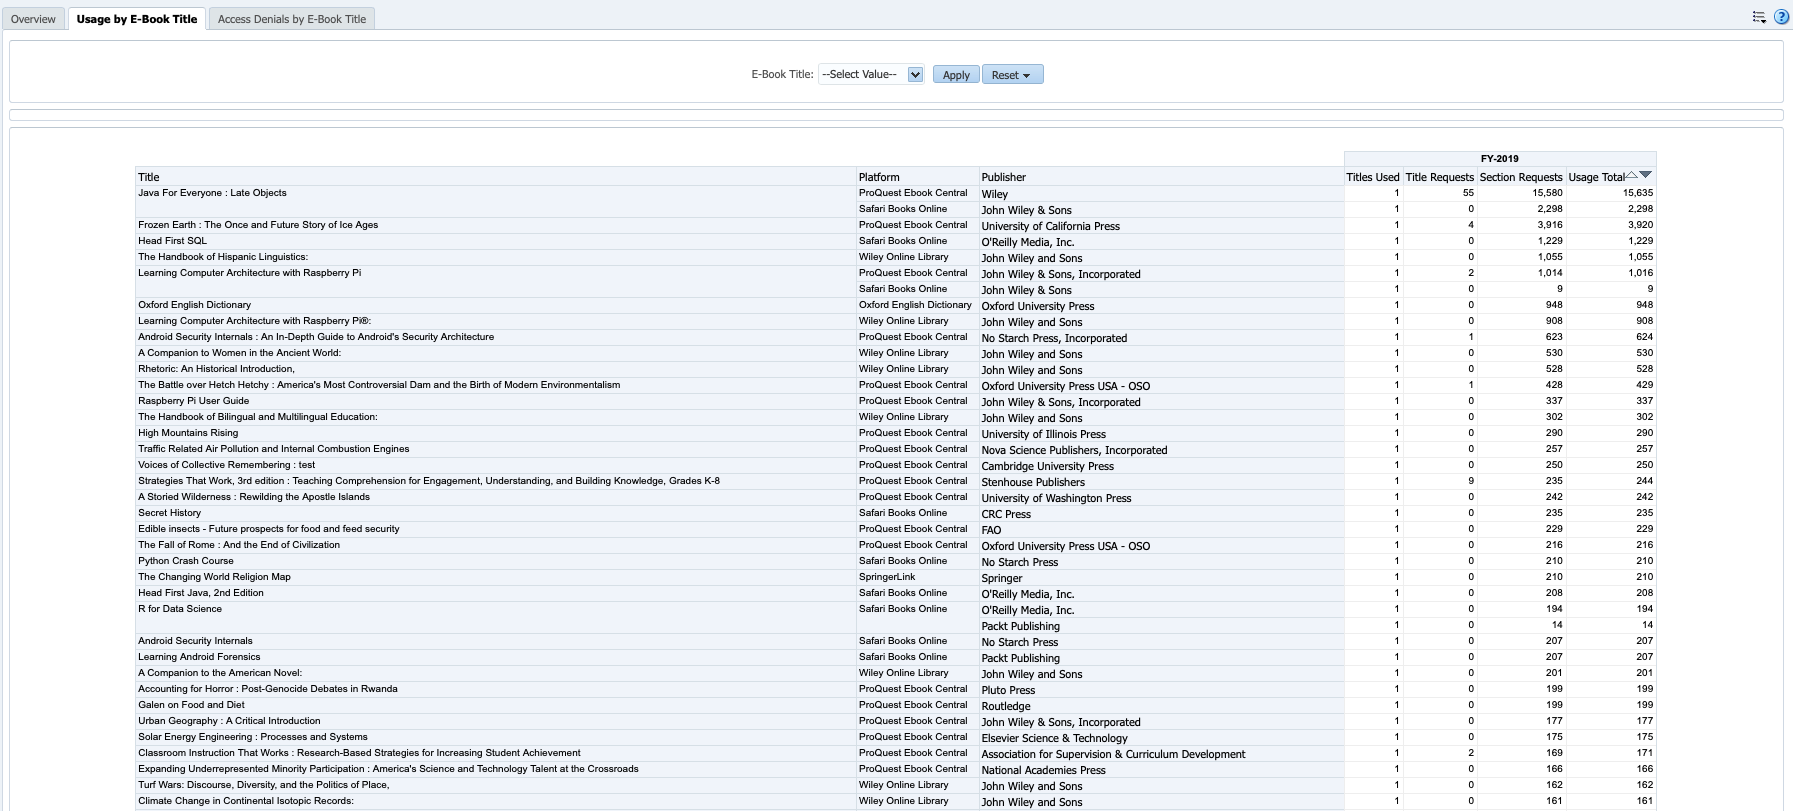 Overview Usage by E-Book Title Access Denials by E-Book Title
E-Book Title: --Select Value-- Apply Reset
FY-2019
Title Platform Publisher Titles Used Title Requests Section Requests Usage Total
Java For Everyone : Late Objects ProQuest Ebook Central Wiley 1 55 15,580 15,635
Safari Books Online John Wiley & Sons 1 0 2,298 2,298
Frozen Earth : The Once and Future Story of Ice Ages ProQuest Ebook Central University of California Press 1 4 3,916 3,920
Head First SQL Safari Books Online O'Reilly Media, Inc. 1 0 1,229 1,229
The Handbook of Hispanic Linguistics: Wiley Online Library John Wiley and Sons 1 0 1,055 1,055
Learning Computer Architecture with Raspberry Pi ProQuest Ebook Central John Wiley & Sons, Incorporated 1 2 1,014 1,016
Safari Books Online John Wiley & Sons 1 0 9 9
Oxford English Dictionary Oxford English Dictionary Oxford University Press 1 0 948 948
Learning Computer Architecture with Raspberry Pi®: Wiley Online Library John Wiley and Sons 1 0 908 908
Android Security Internals : An In-Depth Guide to Android's Security Architecture ProQuest Ebook Central No Starch Press, Incorporated 1 1 623 624
A Companion to Women in the Ancient World: Wiley Online Library John Wiley and Sons 1 0 530 530
Rhetoric: An Historical Introduction, Wiley Online Library John Wiley and Sons 1 0 528 528
The Battle over Hetch Hetchy : America's Most Controversial Dam and the Birth of Modern Environmentalism ProQuest Ebook Central Oxford University Press USA - OSO 1 1 428 429
Raspberry Pi User Guide ProQuest Ebook Central John Wiley & Sons, Incorporated 1 0 337 337
The Handbook of Bilingual and Multilingual Education: Wiley Online Library John Wiley and Sons 1 0 302 302
High Mountains Rising ProQuest Ebook Central University of Illinois Press 1 0 290 290
Traffic Related Air Pollution and Internal Combustion Engines ProQuest Ebook Central Nova Science Publishers, Incorporated 1 0 257 257
Voices of Collective Remembering : test ProQuest Ebook Central Cambridge University Press 1 0 250 250
Strategies That Work, 3rd edition : Teaching Comprehension for Engagement, Understanding, and Building Knowledge, Grades K-8 ProQuest Ebook Central Stenhouse Publishers 1 9 235 244
A Storied Wilderness : Rewilding the Apostle Islands ProQuest Ebook Central University of Washington Press 1 0 242 242
Secret History Safari Books Online CRC Press 1 0 235 235
Edible insects - Future prospects for food and feed security ProQuest Ebook Central FAO 1 0 229 229
The Fall of Rome : And the End of Civilization ProQuest Ebook Central Oxford University Press USA - OSO 1 0 216 216
Python Crash Course Safari Books Online No Starch Press 1 0 210 210
The Changing World Religion Map SpringerLink Springer 1 0 210 210
Head First Java, 2nd Edition Safari Books Online O'Reilly Media, Inc. 1 0 208 208
R for Data Science Safari Books Online O'Reilly Media, Inc. 1 0 194 194
Packt Publishing 1 0 14 14
Android Security Internals Safari Books Online No Starch Press 1 0 207 207
Learning Android Forensics Safari Books Online Packt Publishing 1 0 207 207
A Companion to the American Novel: Wiley Online Library John Wiley and Sons 1 0 201 201
Accounting for Horror : Post-Genocide Debates in Rwanda ProQuest Ebook Central Pluto Press 1 0 199 199
Galen on Food and Diet ProQuest Ebook Central Routledge 1 0 199 199
Urban Geography : A Critical Introduction ProQuest Ebook Central John Wiley & Sons, Incorporated 1 0 177 177
Solar Energy Engineering : Processes and Systems ProQuest Ebook Central Elsevier Science & Technology 1 0 175 175
Classroom Instruction That Works : Research-Based Strategies for Increasing Student Achievement ProQuest Ebook Central Association for Supervision & Curriculum Development 1 2 169 171
Expanding Underrepresented Minority Participation : America's Science and Technology Talent at the Crossroads ProQuest Ebook Central National Academies Press 1 0 166 166
Turf Wars: Discourse, Diversity, and the Politics of Place, Wiley Online Library John Wiley and Sons 1 0 162 162
Climate Change in Continental Isotopic Records: Wiley Online Library John Wiley and Sons 1 0 161 161